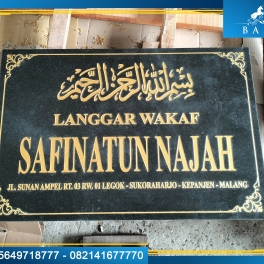 BA
بسم الله الرحمن الرحيم
LANGGAR WAKAF
SAFINATUN NAJAH
JL. SUNAN AMPEL RT. 03 RW. 01 LEGOK - SUKORAHARJO - KEPANJEN - MALANG
5649718777 - 082141677770